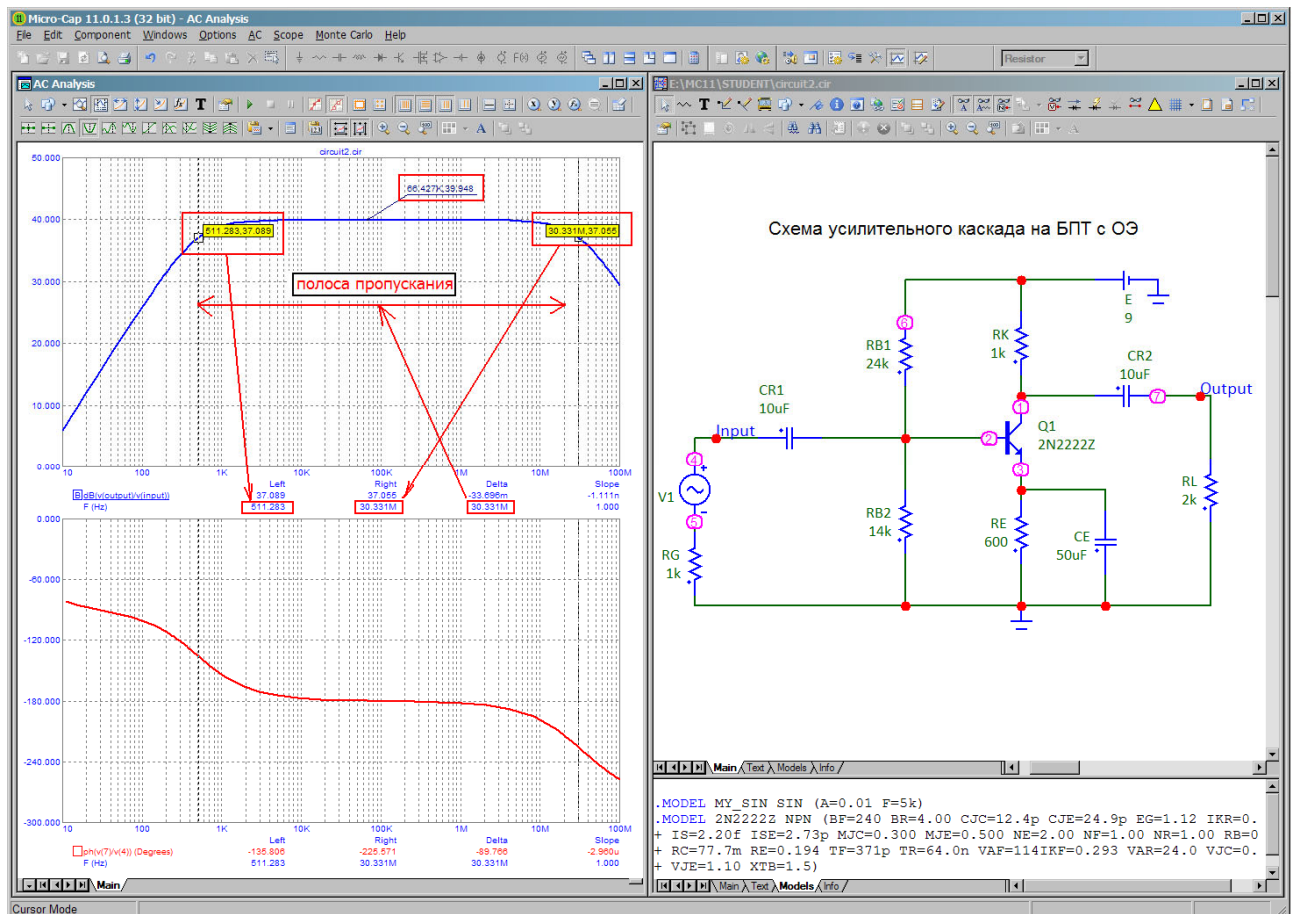 Micro-Cap 11.0.1.3 (32 bit) - AC Analysis
File Edit Component Windows Options AC Scope Monte Carlo Help
Resistor
AC Analysis
circuit2.cir
50.000
40.000
30.000
20.000
10.000
0.000
66.427K,39.948
511.283,37.089
30.331M,37.055
полоса пропускания
10 100 1K 10K 100K 1M 10M 100M
Left Right Delta Slope
dB(v(output)/v(input)) 37.089 37.055 -33.696m -1.111n
F (Hz) 511.283 30.331M 30.331M 1.000
0.000
-60.000
-120.000
-180.000
-240.000
-300.000
10 100 1K 10K 100K 1M 10M 100M
Left Right Delta Slope
ph(v(7)/v(4)) (Degrees) -135.806 -225.571 -89.766 -2.960u
F (Hz) 511.283 30.331M 30.331M 1.000
Main
Cursor Mode
E:\MC11\STUDENT\circuit2.cir
Схема усилительного каскада на БПТ с ОЭ
E
9
6
RB1
24k
RK
1k
CR2
10uF
CR1
10uF
Output
7
1
Input
2
Q1
2N2222Z
3
4
V1
5
RB2
14k
RE
600
CE
50uF
RL
2k
RG
1k
Main Text Models Info
.MODEL MY_SIN SIN (A=0.01 F=5k)
.MODEL 2N2222Z NPN (BF=240 BR=4.00 CJC=12.4p CJE=24.9p EG=1.12 IKR=0.
+ IS=2.20f ISE=2.73p MJC=0.300 MJE=0.500 NE=2.00 NF=1.00 NR=1.00 RB=0
+ RC=77.7m RE=0.194 TF=371p TR=64.0n VAF=114IKF=0.293 VAR=24.0 VJC=0.
+ VJE=1.10 XTB=1.5)
Main Text Models Info